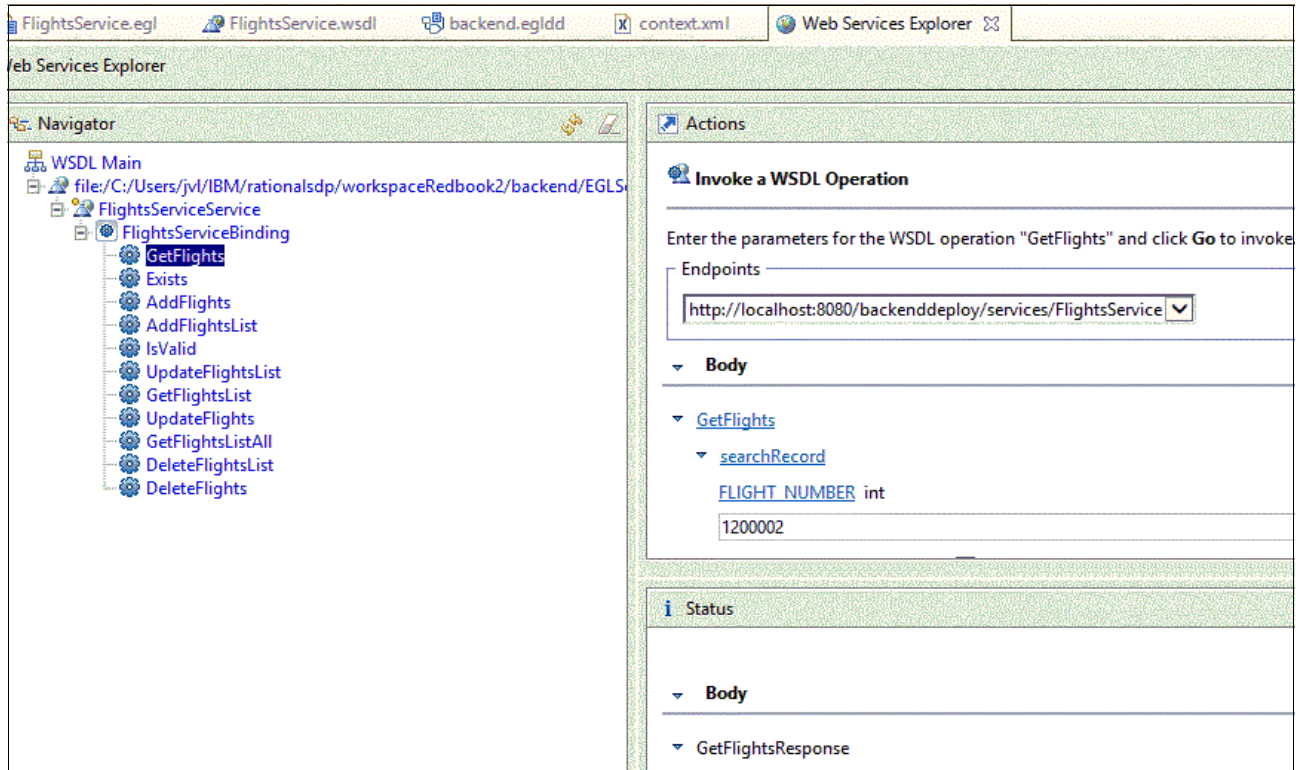 FlightsService.egl FlightsService.wsdl backend.egldd context.xml Web Services Explorer
eb Services Explorer
Navigator
WSDL Main
file:/C:/Users/jvl/IBM/rationalsdp/workspaceRedbook2/backend/EGLS
FlightsServiceService
FlightsServiceBinding
GetFlights
Exists
AddFlights
AddFlightsList
IsValid
UpdateFlightsList
GetFlightsList
UpdateFlights
GetFlightsListAll
DeleteFlightsList
DeleteFlights
Actions
Invoke a WSDL Operation
Enter the parameters for the WSDL operation "GetFlights" and click Go to invoke.
Endpoints
http://localhost:8080/backenddeploy/services/FlightsService
Body
GetFlights
searchRecord
FLIGHT_NUMBER int
1200002
Status
Body
GetFlightsResponse